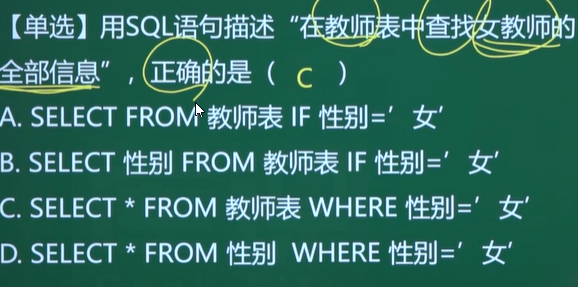 【单选】用SQL语句描述“在教师表中查找女教师的
全部信息”，正确的是（ C ）
A. SELECT FROM 教师表 IF 性别=’女’
B. SELECT 性别 FROM 教师表 IF 性别=’女’
C. SELECT * FROM 教师表 WHERE 性别=’女’
D. SELECT * FROM 性别 WHERE 性别=’女’